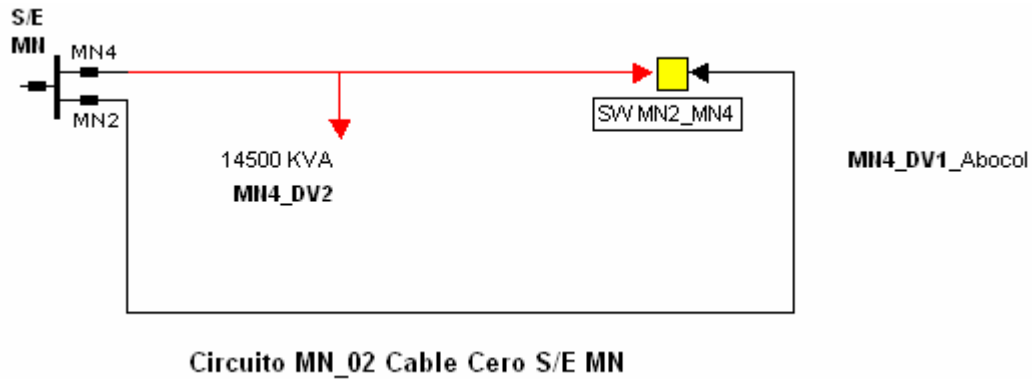 S/E
MN
MN4
MN2
SW MN2_MN4
14500 KVA
MN4_DV2
MN4_DV1_Abocol
Circuito MN_02 Cable Cero S/E MN